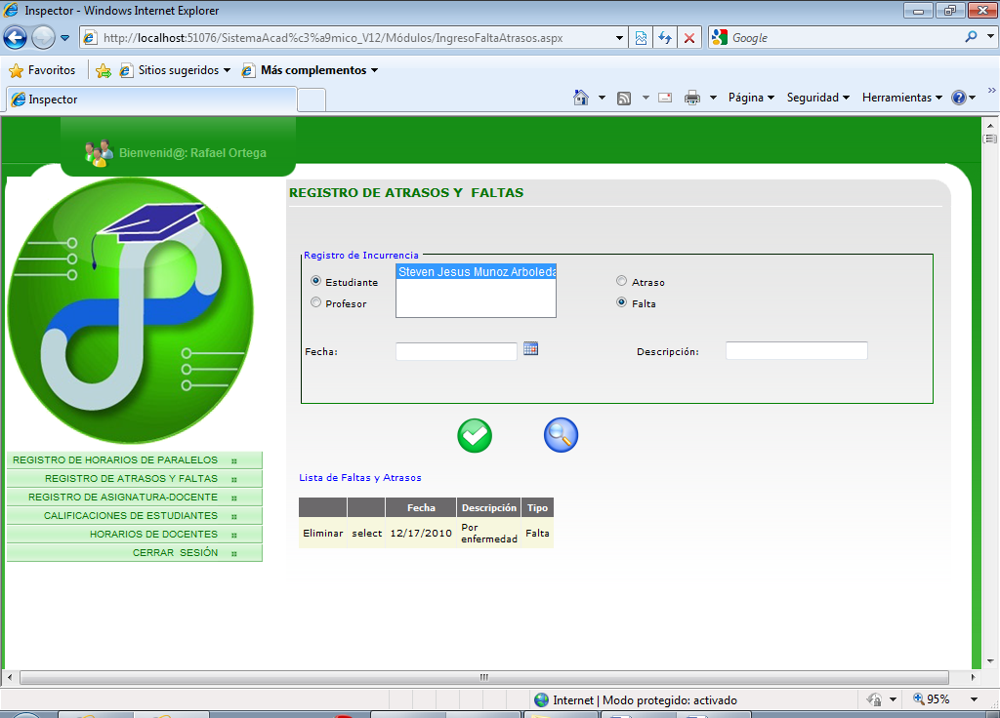 Inspector - Windows Internet Explorer
http://localhost:51076/SistemaAcad%c3%a9mico_V12/Módulos/IngresoFaltaAtrasos.aspx
Google
Favoritos
Sitios sugeridos
Más complementos
Inspector
Página
Seguridad
Herramientas
Bienvenid@: Rafael Ortega
REGISTRO DE ATRASOS Y  FALTAS
Registro de Incurrencia
Estudiante
Profesor
Steven Jesus Munoz Arboleda
Atraso
Falta
Fecha:
Descripción:
REGISTRO DE HORARIOS DE PARALELOS
REGISTRO DE ATRASOS Y FALTAS
REGISTRO DE ASIGNATURA-DOCENTE
CALIFICACIONES DE ESTUDIANTES
HORARIOS DE DOCENTES
CERRAR  SESIÓN
Lista de Faltas y Atrasos
Fecha Descripción Tipo
Eliminar select 12/17/2010 Por enfermedad Falta
Internet | Modo protegido: activado
95%